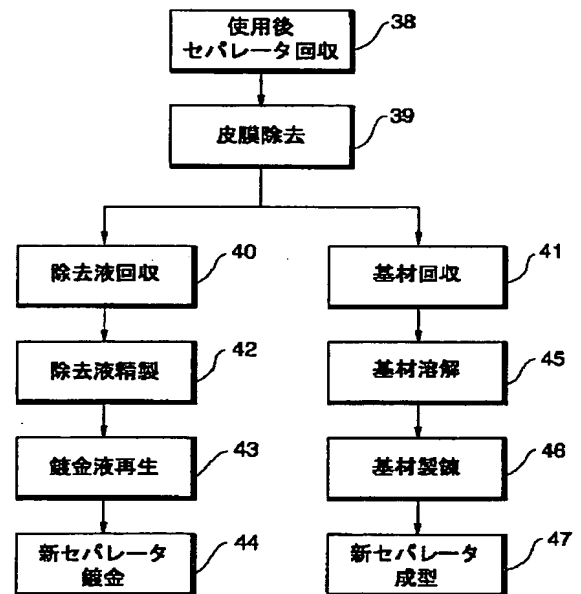 使用後
セパレータ回収
38
皮膜除去
39
除去液回収
40
基材回収
41
除去液精製
42
基材溶解
45
鍍金液再生
43
基材製錬
46
新セパレータ
鍍金
44
新セパレータ
成型
47